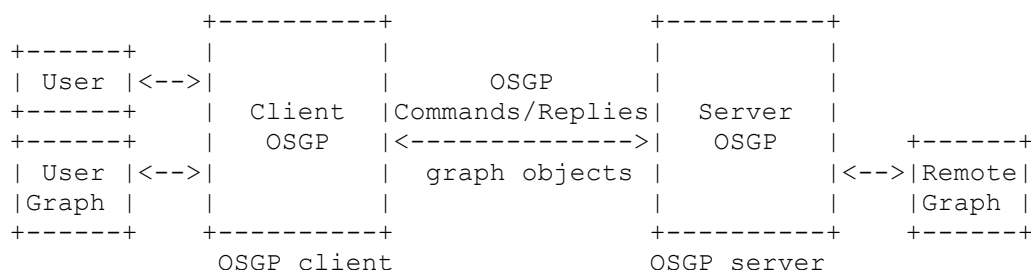 +----------+                      +----------+
+------+        |          |                      |          |
| User |<-->|          |         OSGP         |          |
+------+    |  Client  |Commands/Replies|  Server  |
+------+    |   OSGP   |<-------------->|   OSGP   |    +------+
| User |<-->|          |  graph objects |          |<-->|Remote|
|Graph |    |          |                |          |    |Graph |
+------+    +----------+                +----------+    +------+
OSGP client                OSGP server